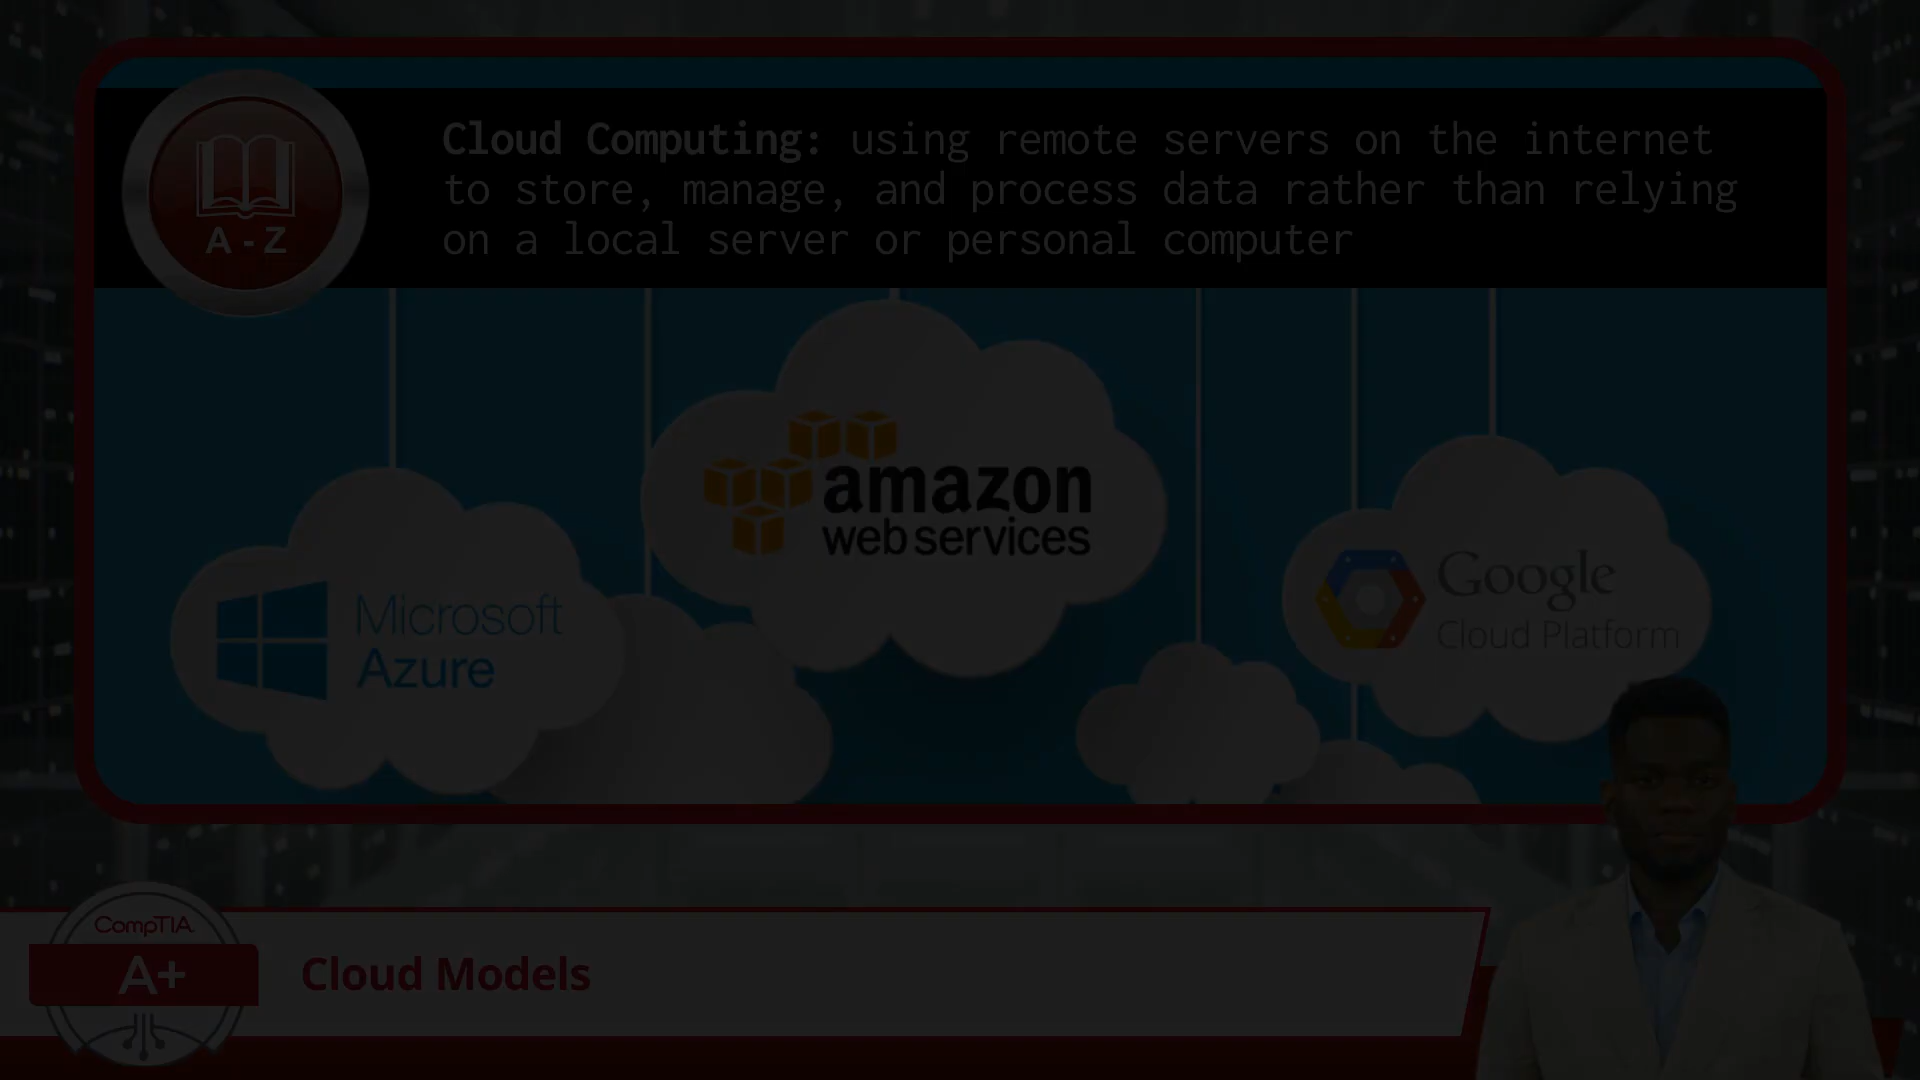 Cloud Computing: using remote servers on the internet
to store, manage, and process data rather than relying
on a local server or personal computer
A - Z
amazon
web services
Microsoft
Azure
Google
Cloud Platform
CompTIA.
A+
Cloud Models